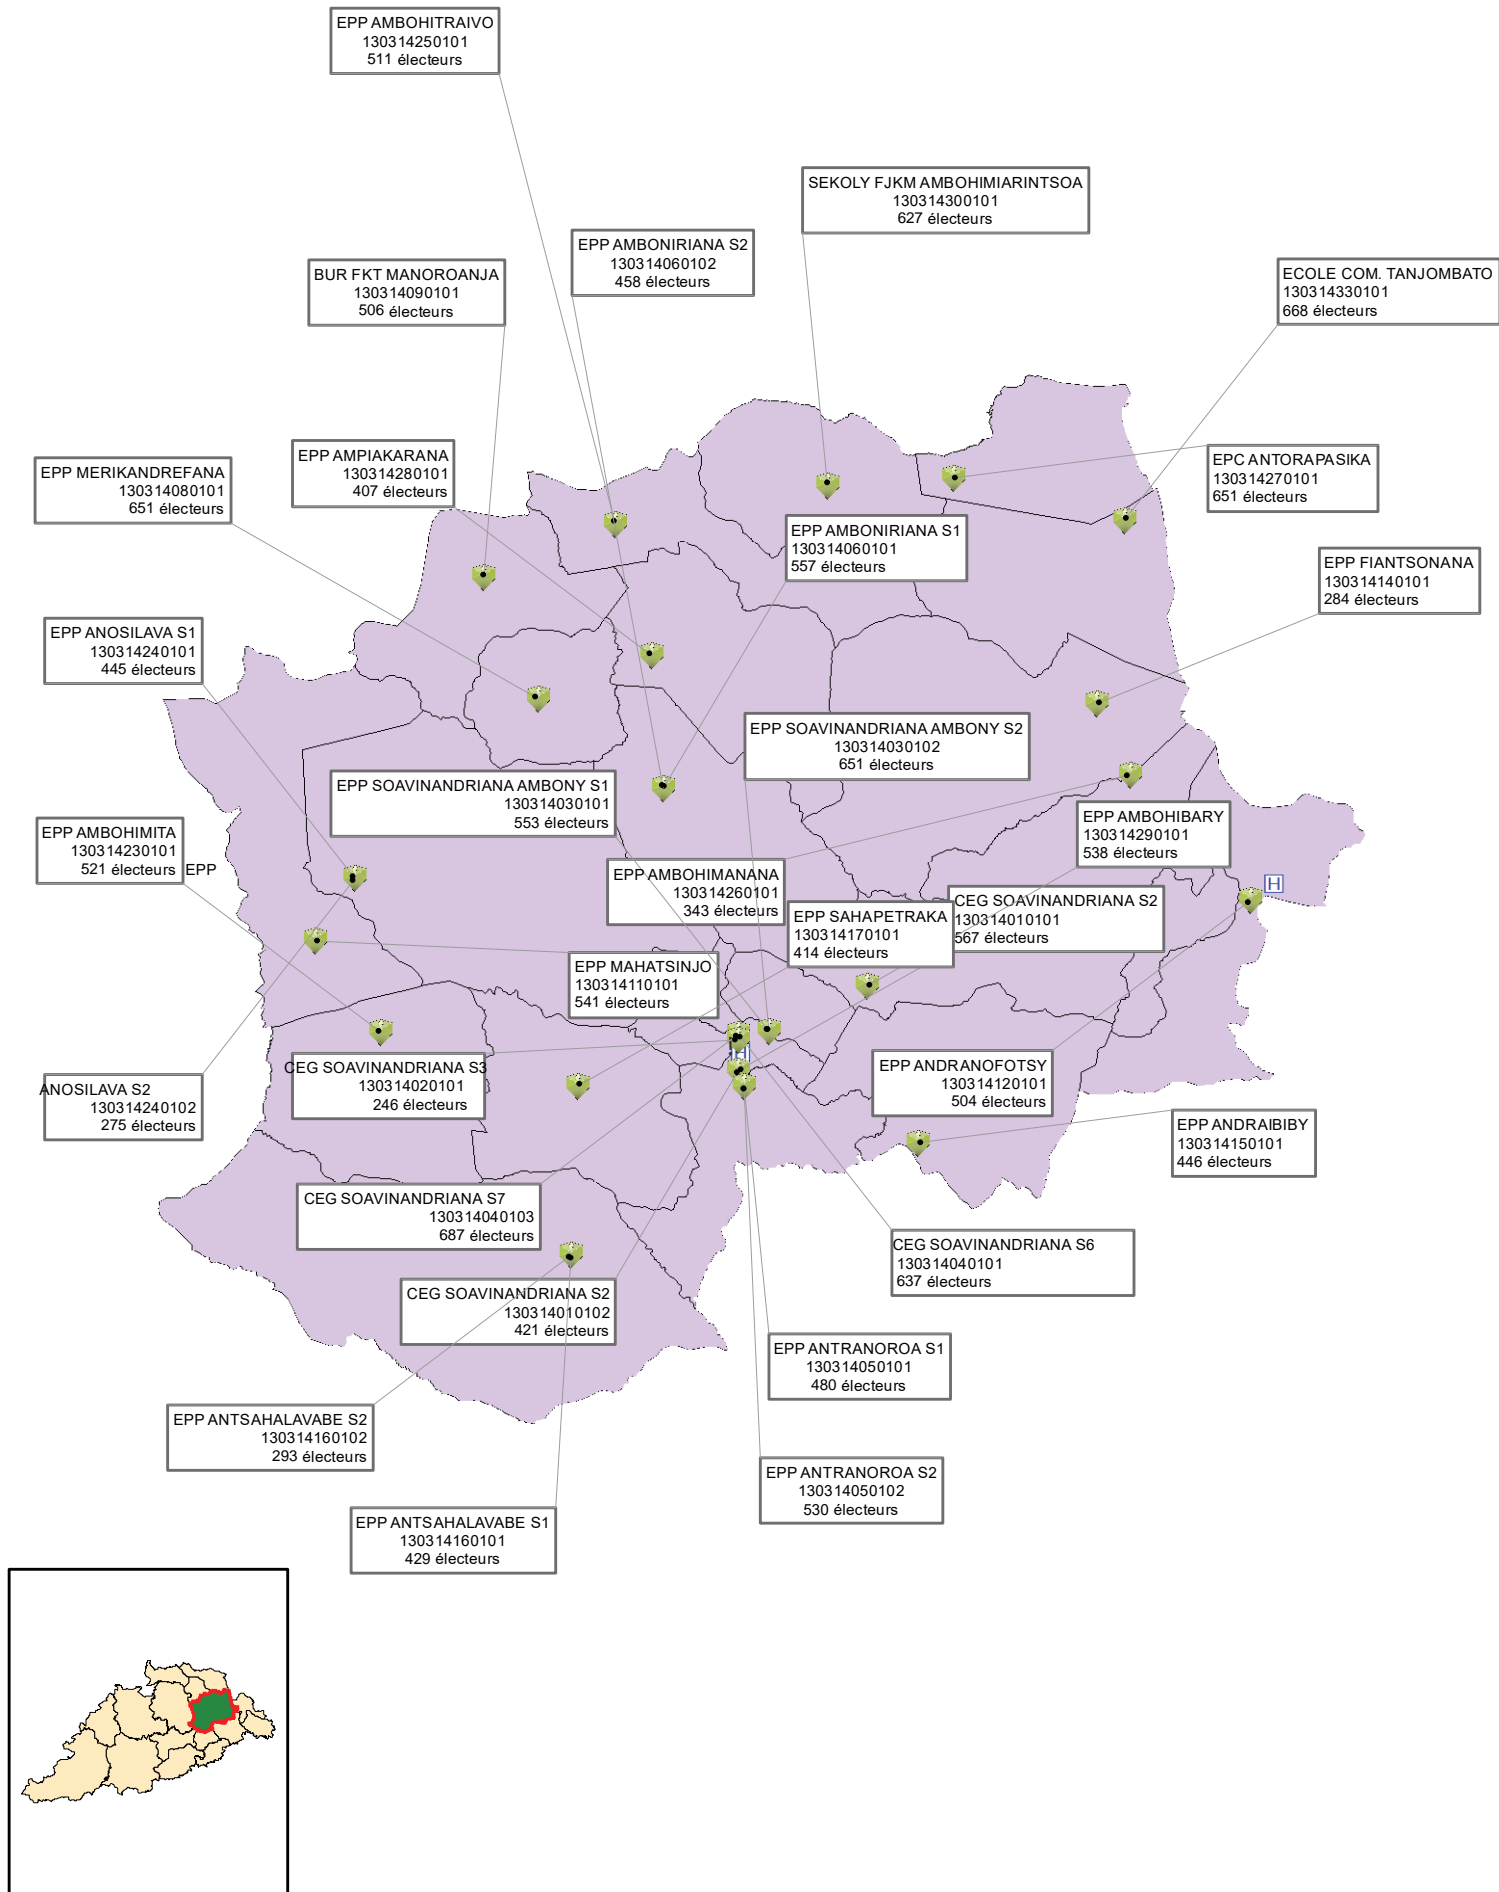 EPP AMBOHITRAIVO
130314250101
511 électeurs
SEKOLY FJKM AMBOHIMIARINTSOA
130314300101
627 électeurs
EPP AMBONIRIANA S2
130314060102
458 électeurs
BUR FKT MANOROANJA
130314090101
506 électeurs
ECOLE COM. TANJOMBATO
130314330101
668 électeurs
EPP AMPIAKARANA
130314280101
407 électeurs
EPC ANTORAPASIKA
130314270101
651 électeurs
EPP MERIKANDREFANA
130314080101
651 électeurs
EPP AMBONIRIANA S1
130314060101
557 électeurs
EPP FIANTSONANA
130314140101
284 électeurs
EPP ANOSILAVA S1
130314240101
445 électeurs
EPP SOAVINANDRIANA AMBONY S2
130314030102
651 électeurs
EPP SOAVINANDRIANA AMBONY S1
130314030101
553 électeurs
EPP AMBOHIBARY
130314290101
538 électeurs
EPP AMBOHIMITA
130314230101
521 électeurs
EPP
EPP AMBOHIMANANA
130314260101
343 électeurs
H
CEG SOAVINANDRIANA S2
130314010101
567 électeurs
EPP SAHAPETRAKA
130314170101
414 électeurs
EPP MAHATSINJO
130314110101
541 électeurs
H
CEG SOAVINANDRIANA S3
130314020101
246 électeurs
EPP ANDRANOFOTSY
130314120101
504 électeurs
ANOSILAVA S2
130314240102
275 électeurs
EPP ANDRAIBIBY
130314150101
446 électeurs
CEG SOAVINANDRIANA S7
130314040103
687 électeurs
CEG SOAVINANDRIANA S6
130314040101
637 électeurs
CEG SOAVINANDRIANA S2
130314010102
421 électeurs
EPP ANTRANOROA S1
130314050101
480 électeurs
EPP ANTSAHALAVABE S2
130314160102
293 électeurs
EPP ANTRANOROA S2
130314050102
530 électeurs
EPP ANTSAHALAVABE S1
130314160101
429 électeurs